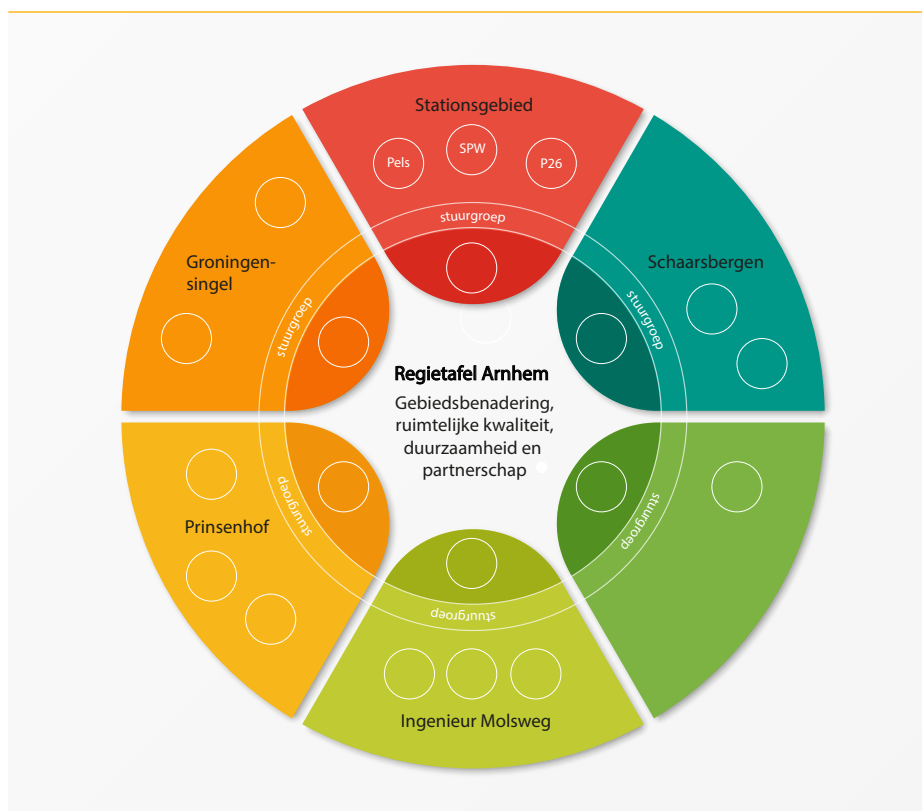 Stationsgebied
Pels
SPW
P26
stuurgroep
Groningen-
singel
stuurgroep
Schaarsbergen
stuurgroep
Regietafel Arnhem
Gebiedsbenadering,
ruimtelijke kwaliteit,
duurzaamheid en
partnerschap
Prinsenhof
stuurgroep
stuurgroep
stuurgroep
Ingenieur Molsweg